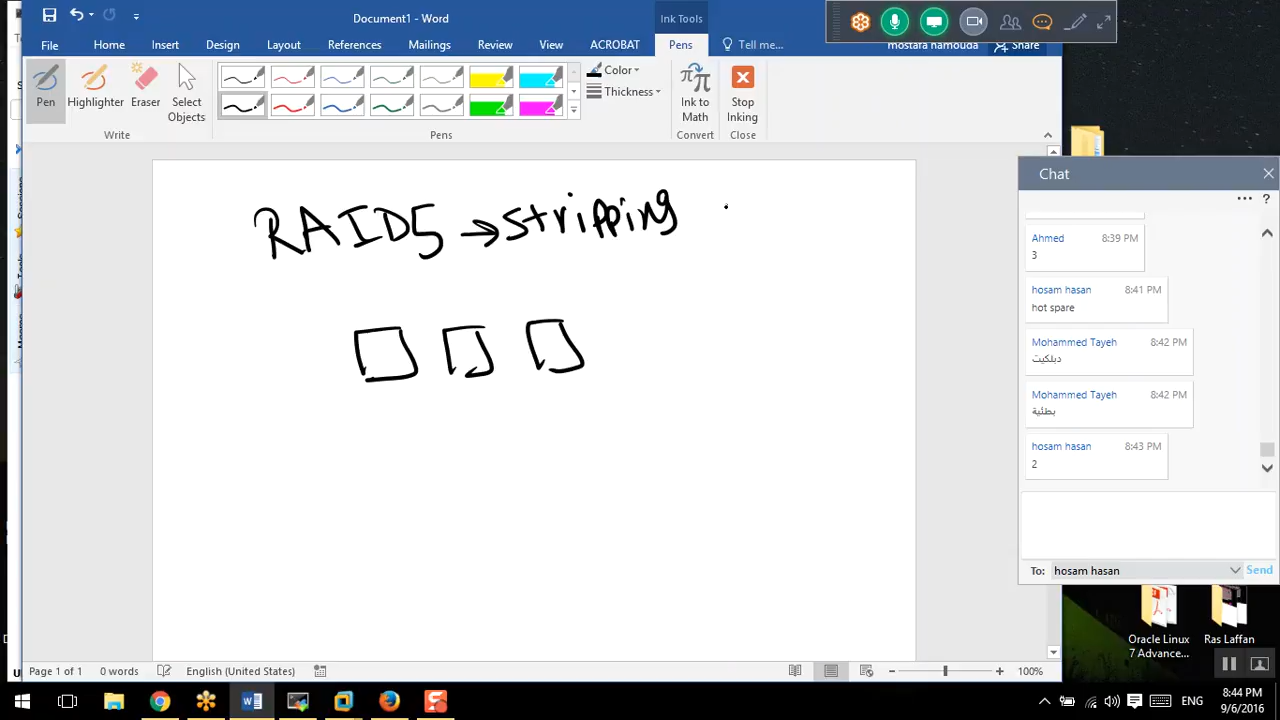 Document1 - Word
Ink Tools
mostafa hamouda
Share
File
Home
Insert
Design
Layout
References
Mailings
Review
View
ACROBAT
Pens
Tell me...
Pen
Highlighter
Eraser
Select
Objects
Color
Thickness
Ink to
Math
Stop
Inking
Write
Pens
Convert
Close
RAID5 → stripping
Chat
?
Ahmed 8:39 PM
3
hosam hasan 8:41 PM
hot spare
Mohammed Tayeh 8:42 PM
دبلكيت
Mohammed Tayeh 8:42 PM
بطئية
hosam hasan 8:43 PM
2
To: hosam hasan
Send
Oracle Linux
7 Advance...
Ras Laffan
Page 1 of 1
0 words
English (United States)
100%
ENG
8:44 PM
9/6/2016